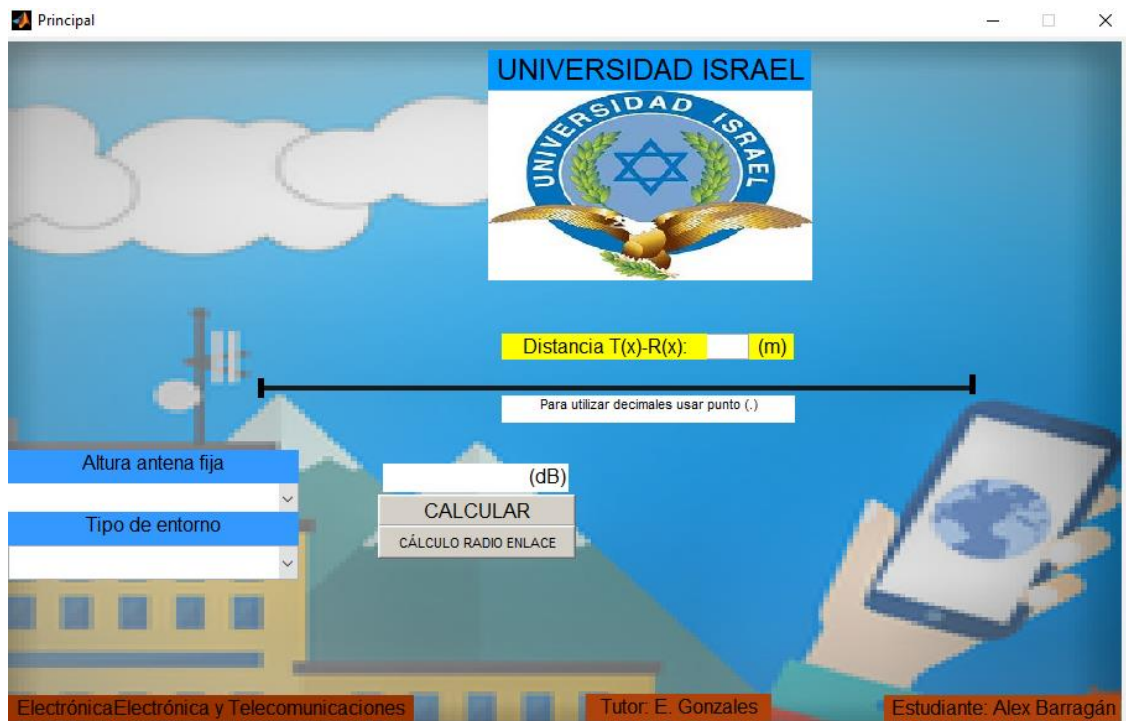 Principal
UNIVERSIDAD ISRAEL
UNIVERSIDAD ISRAEL
Distancia T(x)-R(x): (m)
Para utilizar decimales usar punto (.)
Altura antena fija
(dB)
CALCULAR
Tipo de entorno
CÁLCULO RADIO ENLACE
ElectrónicaElectrónica y Telecomunicaciones
Tutor: E. Gonzales
Estudiante: Alex Barragán